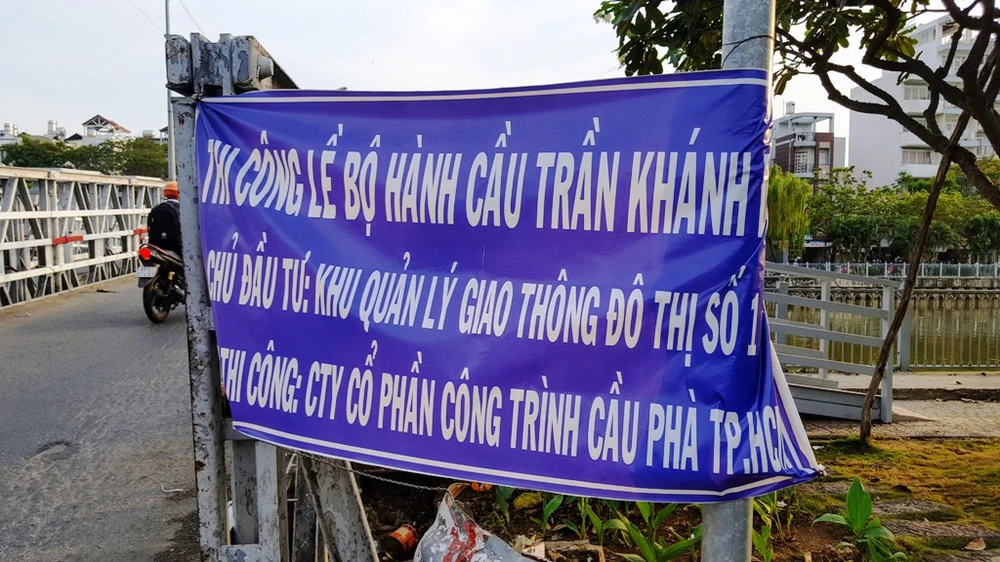 THI CÔNG LỀ BỘ HÀNH CẦU TRẦN KHÁNH
CHỦ ĐẦU TƯ: KHU QUẢN LÝ GIAO THÔNG ĐÔ THỊ SỐ 1
THI CÔNG: CTY CỔ PHẦN CÔNG TRÌNH CẦU PHÀ TP.HCM